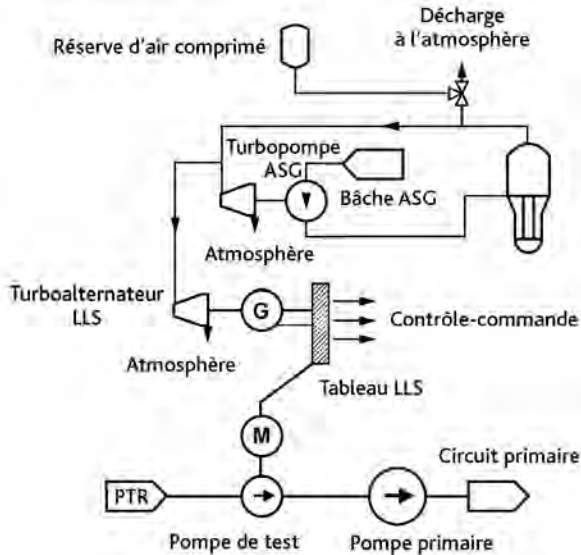 Décharge
à l'atmosphère
Réserve d'air comprimé
Turbopompe
ASG
Bâche ASG
Atmosphère
Turboalternateur
LLS
G
Contrôle-commande
Atmosphère
Tableau LLS
M
Circuit primaire
PTR
Pompe de test
Pompe primaire